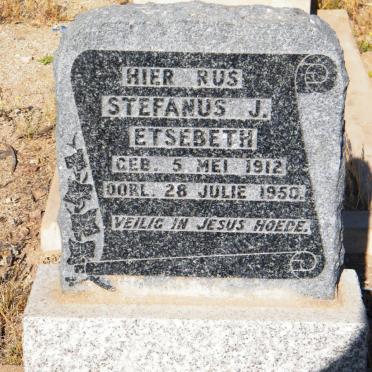 HIER RUS
STEFANUS J.
ETSEBETH
GEB. 5 MEI 1912
OORL. 28 JULIE 1950.
VEILIG IN JESUS HOEDE.